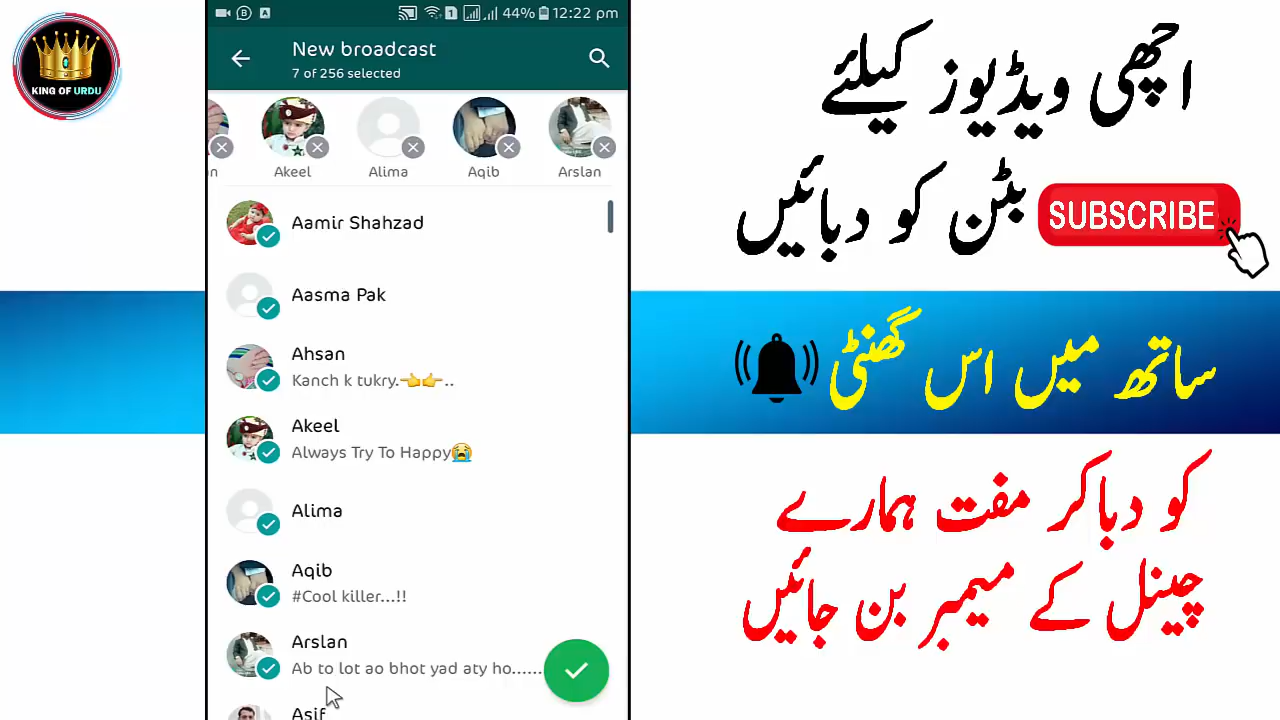 KING OF URDU
44% 12:22 pm
New broadcast
7 of 256 selected
Akeel
Alima
Aqib
Arslan
Aamir Shahzad
Aasma Pak
Ahsan
Kanch k tukry.👈👉..
Akeel
Always Try To Happy😭
Alima
Aqib
#Cool killer...!!
Arslan
Ab to lot ao bhot yad aty ho......
Asif
اچھی ویڈیوز کیلئے
SUBSCRIBE بٹن کو دبائیں
ساتھ میں اس گھنٹی
کو دباکر مفت ہمارے
چینل کے میمبر بن جائیں